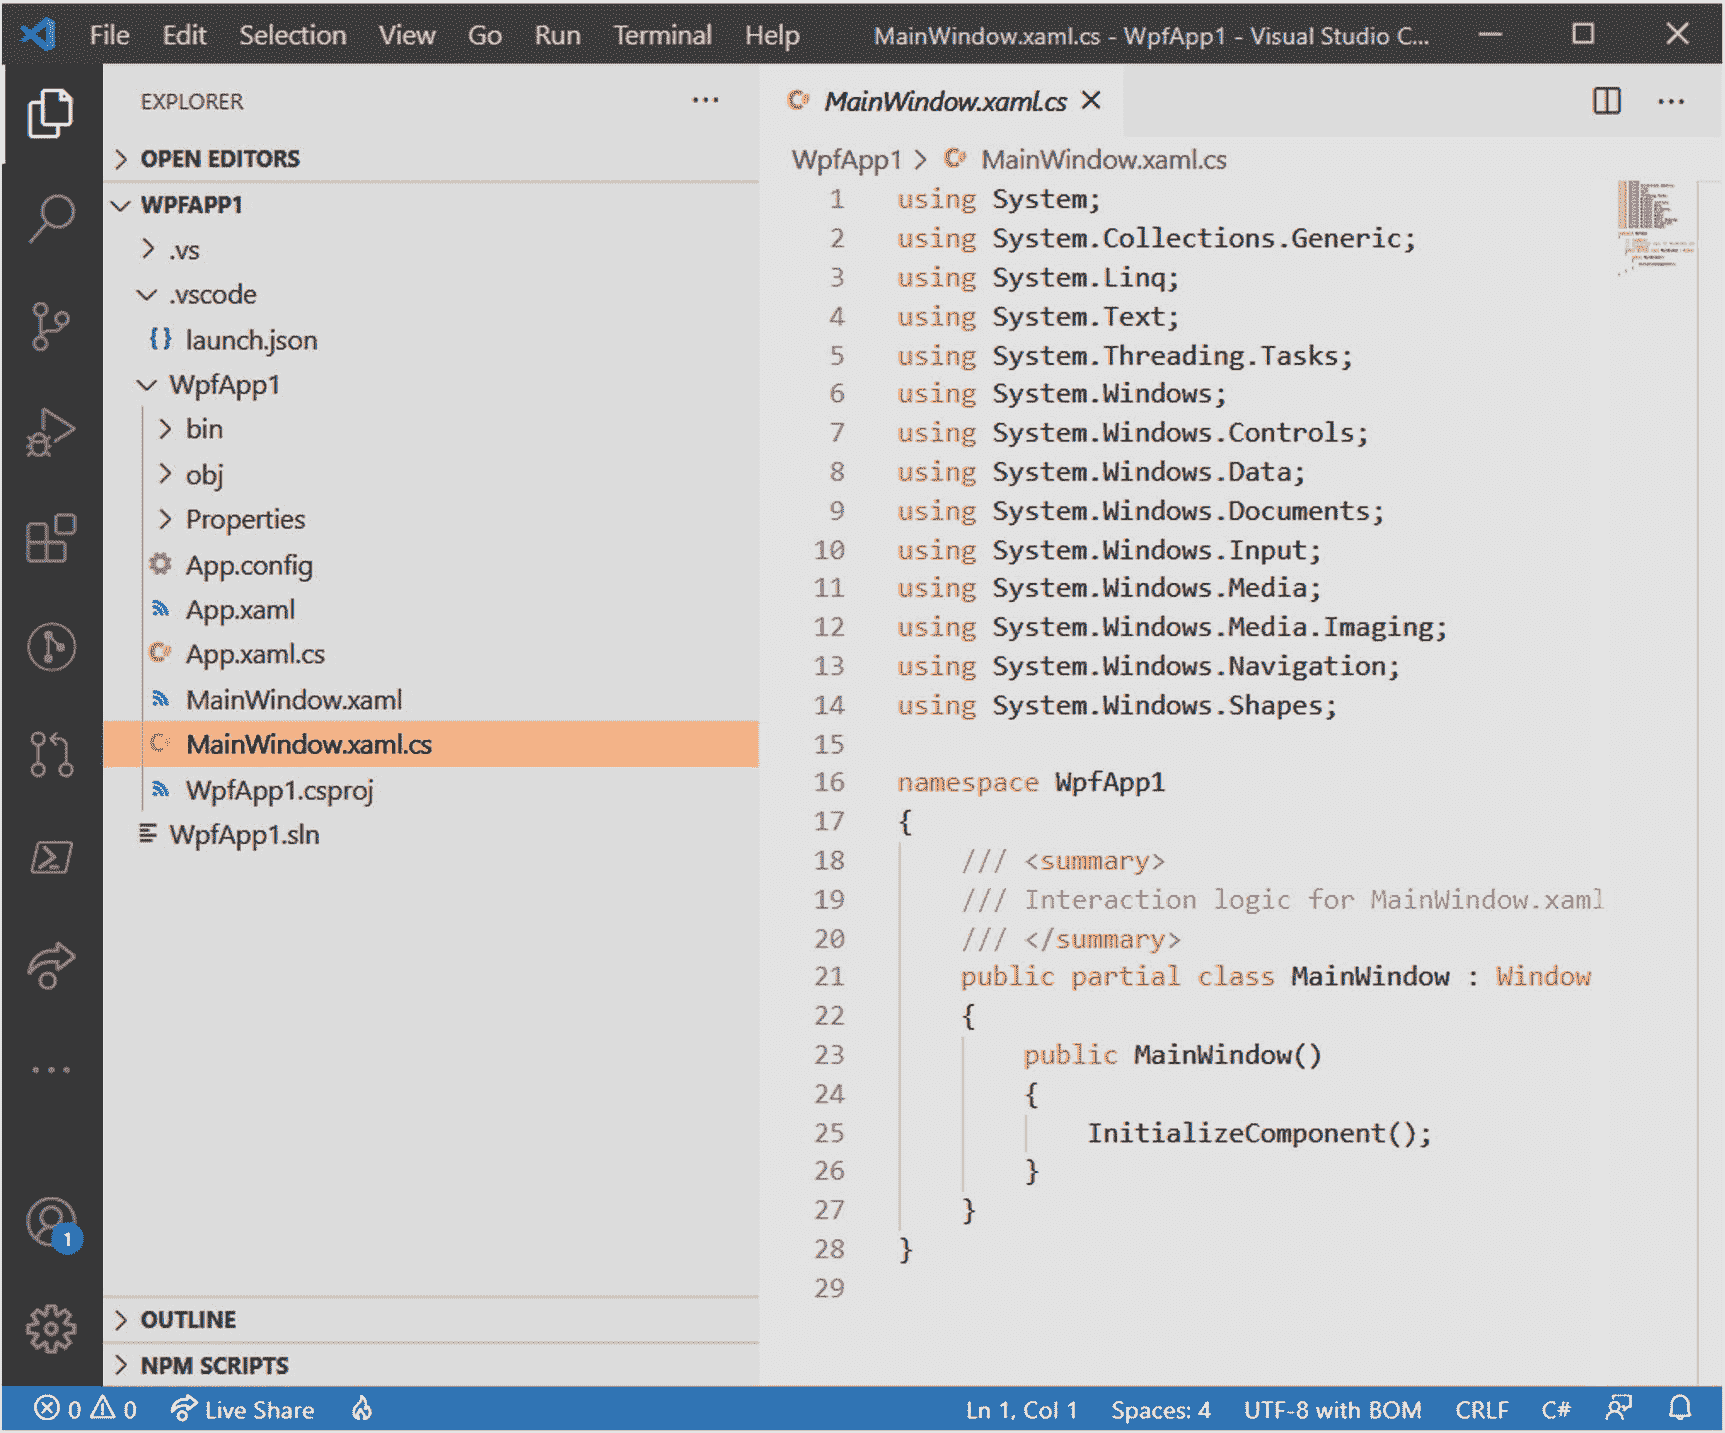 File Edit Selection View Go Run Terminal Help MainWindow.xaml.cs - WpfApp1 - Visual Studio C...
EXPLORER
OPEN EDITORS
WPFAPP1
.vs
.vscode
{} launch.json
WpfApp1
bin
obj
Properties
App.config
App.xaml
C# App.xaml.cs
MainWindow.xaml
C# MainWindow.xaml.cs
WpfApp1.csproj
WpfApp1.sln
OUTLINE
NPM SCRIPTS
C# MainWindow.xaml.cs
WpfApp1 > C# MainWindow.xaml.cs
1 using System;
2 using System.Collections.Generic;
3 using System.Linq;
4 using System.Text;
5 using System.Threading.Tasks;
6 using System.Windows;
7 using System.Windows.Controls;
8 using System.Windows.Data;
9 using System.Windows.Documents;
10 using System.Windows.Input;
11 using System.Windows.Media;
12 using System.Windows.Media.Imaging;
13 using System.Windows.Navigation;
14 using System.Windows.Shapes;
15
16 namespace WpfApp1
17 {
18 /// <summary>
19 /// Interaction logic for MainWindow.xaml
20 /// </summary>
21 public partial class MainWindow : Window
22 {
23 public MainWindow()
24 {
25 InitializeComponent();
26 }
27 }
28 }
29
1
0 0 Live Share Ln 1, Col 1 Spaces: 4 UTF-8 with BOM CRLF C#